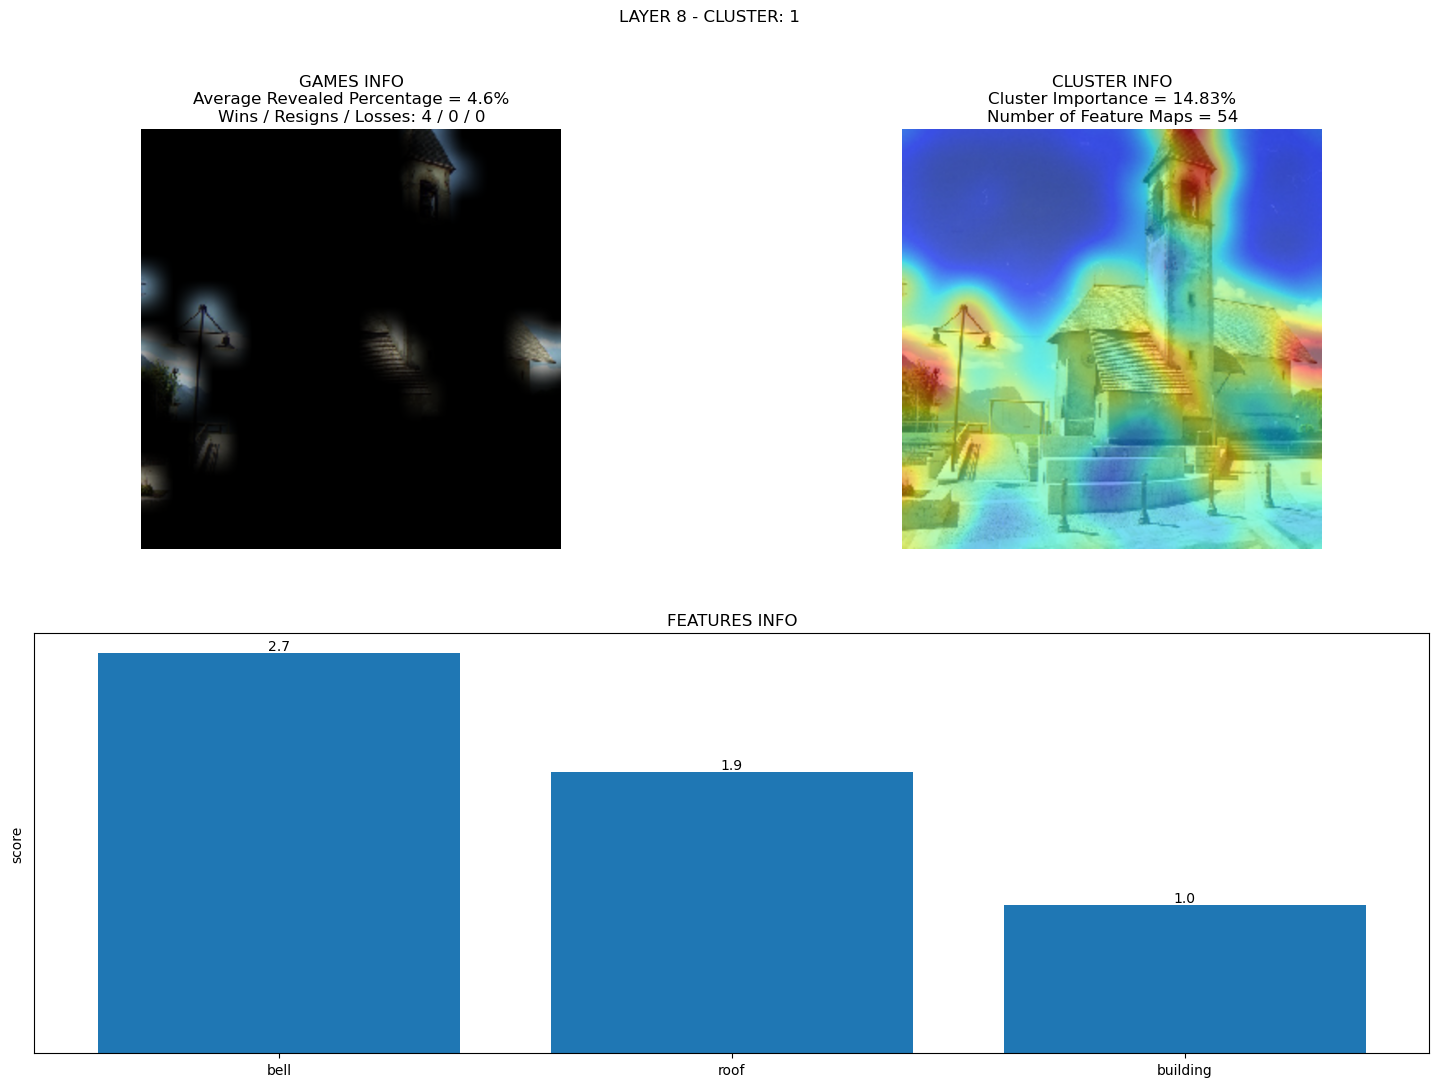 LAYER 8 - CLUSTER: 1
GAMES INFO
Average Revealed Percentage = 4.6%
Wins / Resigns / Losses: 4 / 0 / 0
CLUSTER INFO
Cluster Importance = 14.83%
Number of Feature Maps = 54
FEATURES INFO
score
2.7
1.9
1.0
bell
roof
building